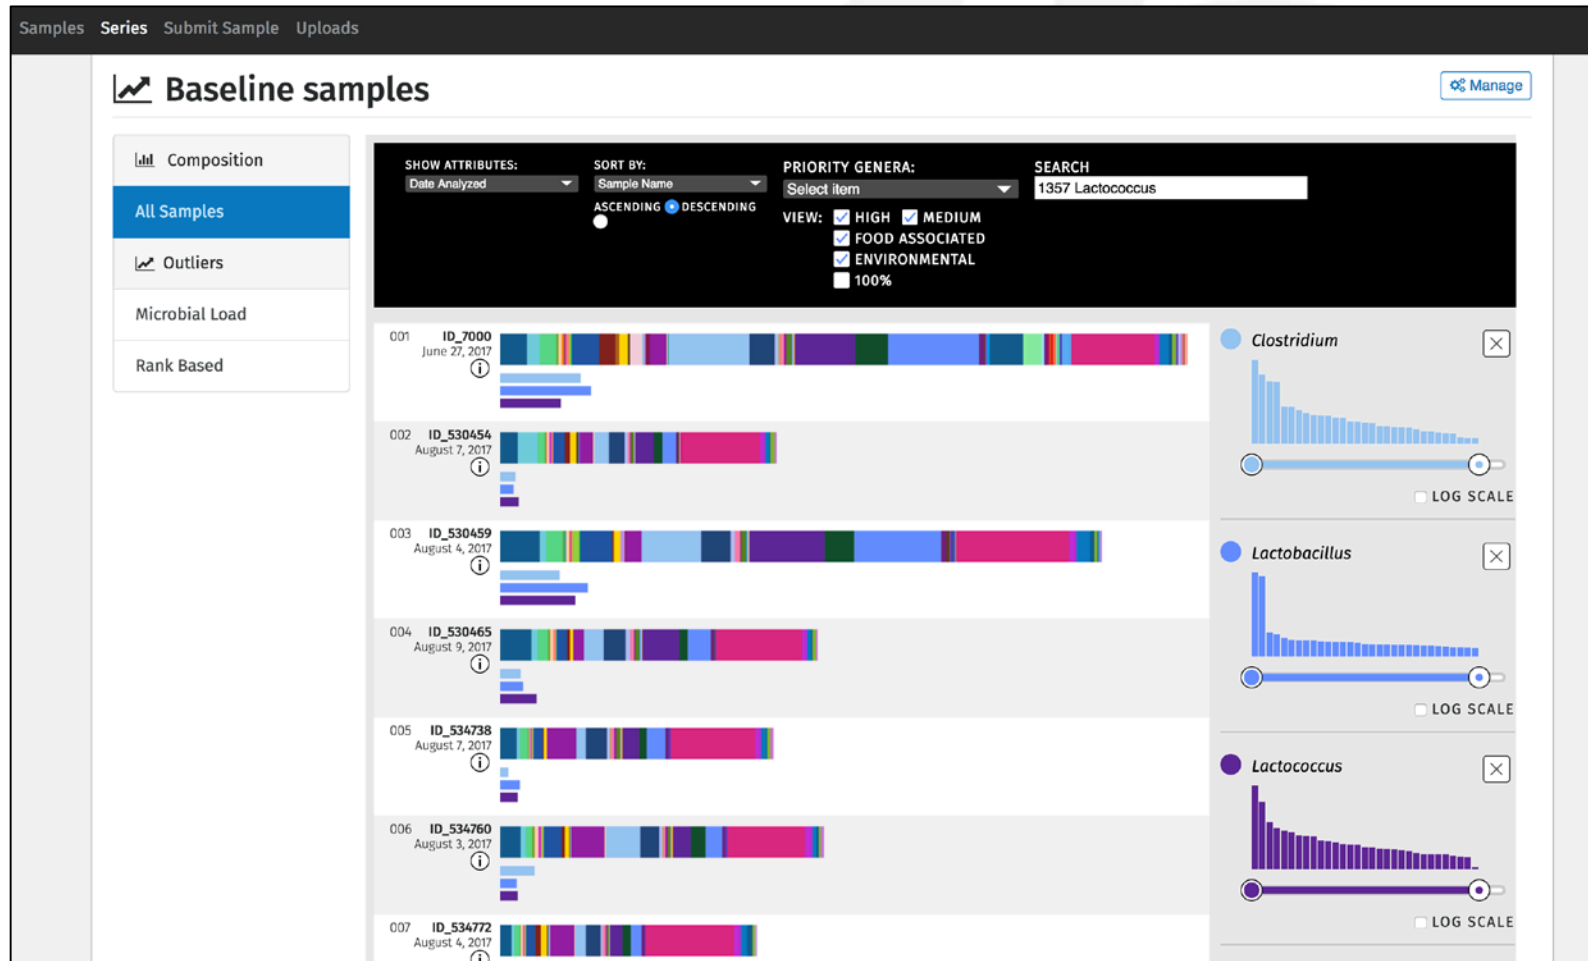 Samples Series Submit Sample Uploads
Baseline samples
Manage
Composition
All Samples
Outliers
Microbial Load
Rank Based
SHOW ATTRIBUTES:
Date Analyzed
SORT BY:
Sample Name
ASCENDING DESCENDING
PRIORITY GENERA:
Select item
VIEW: HIGH MEDIUM
FOOD ASSOCIATED
ENVIRONMENTAL
100%
SEARCH
1357 Lactococcus
001 ID_7000
June 27, 2017
002 ID_530454
August 7, 2017
003 ID_530459
August 4, 2017
004 ID_530465
August 9, 2017
005 ID_534738
August 7, 2017
006 ID_534760
August 3, 2017
007 ID_534772
August 4, 2017
Clostridium
LOG SCALE
Lactobacillus
LOG SCALE
Lactococcus
LOG SCALE